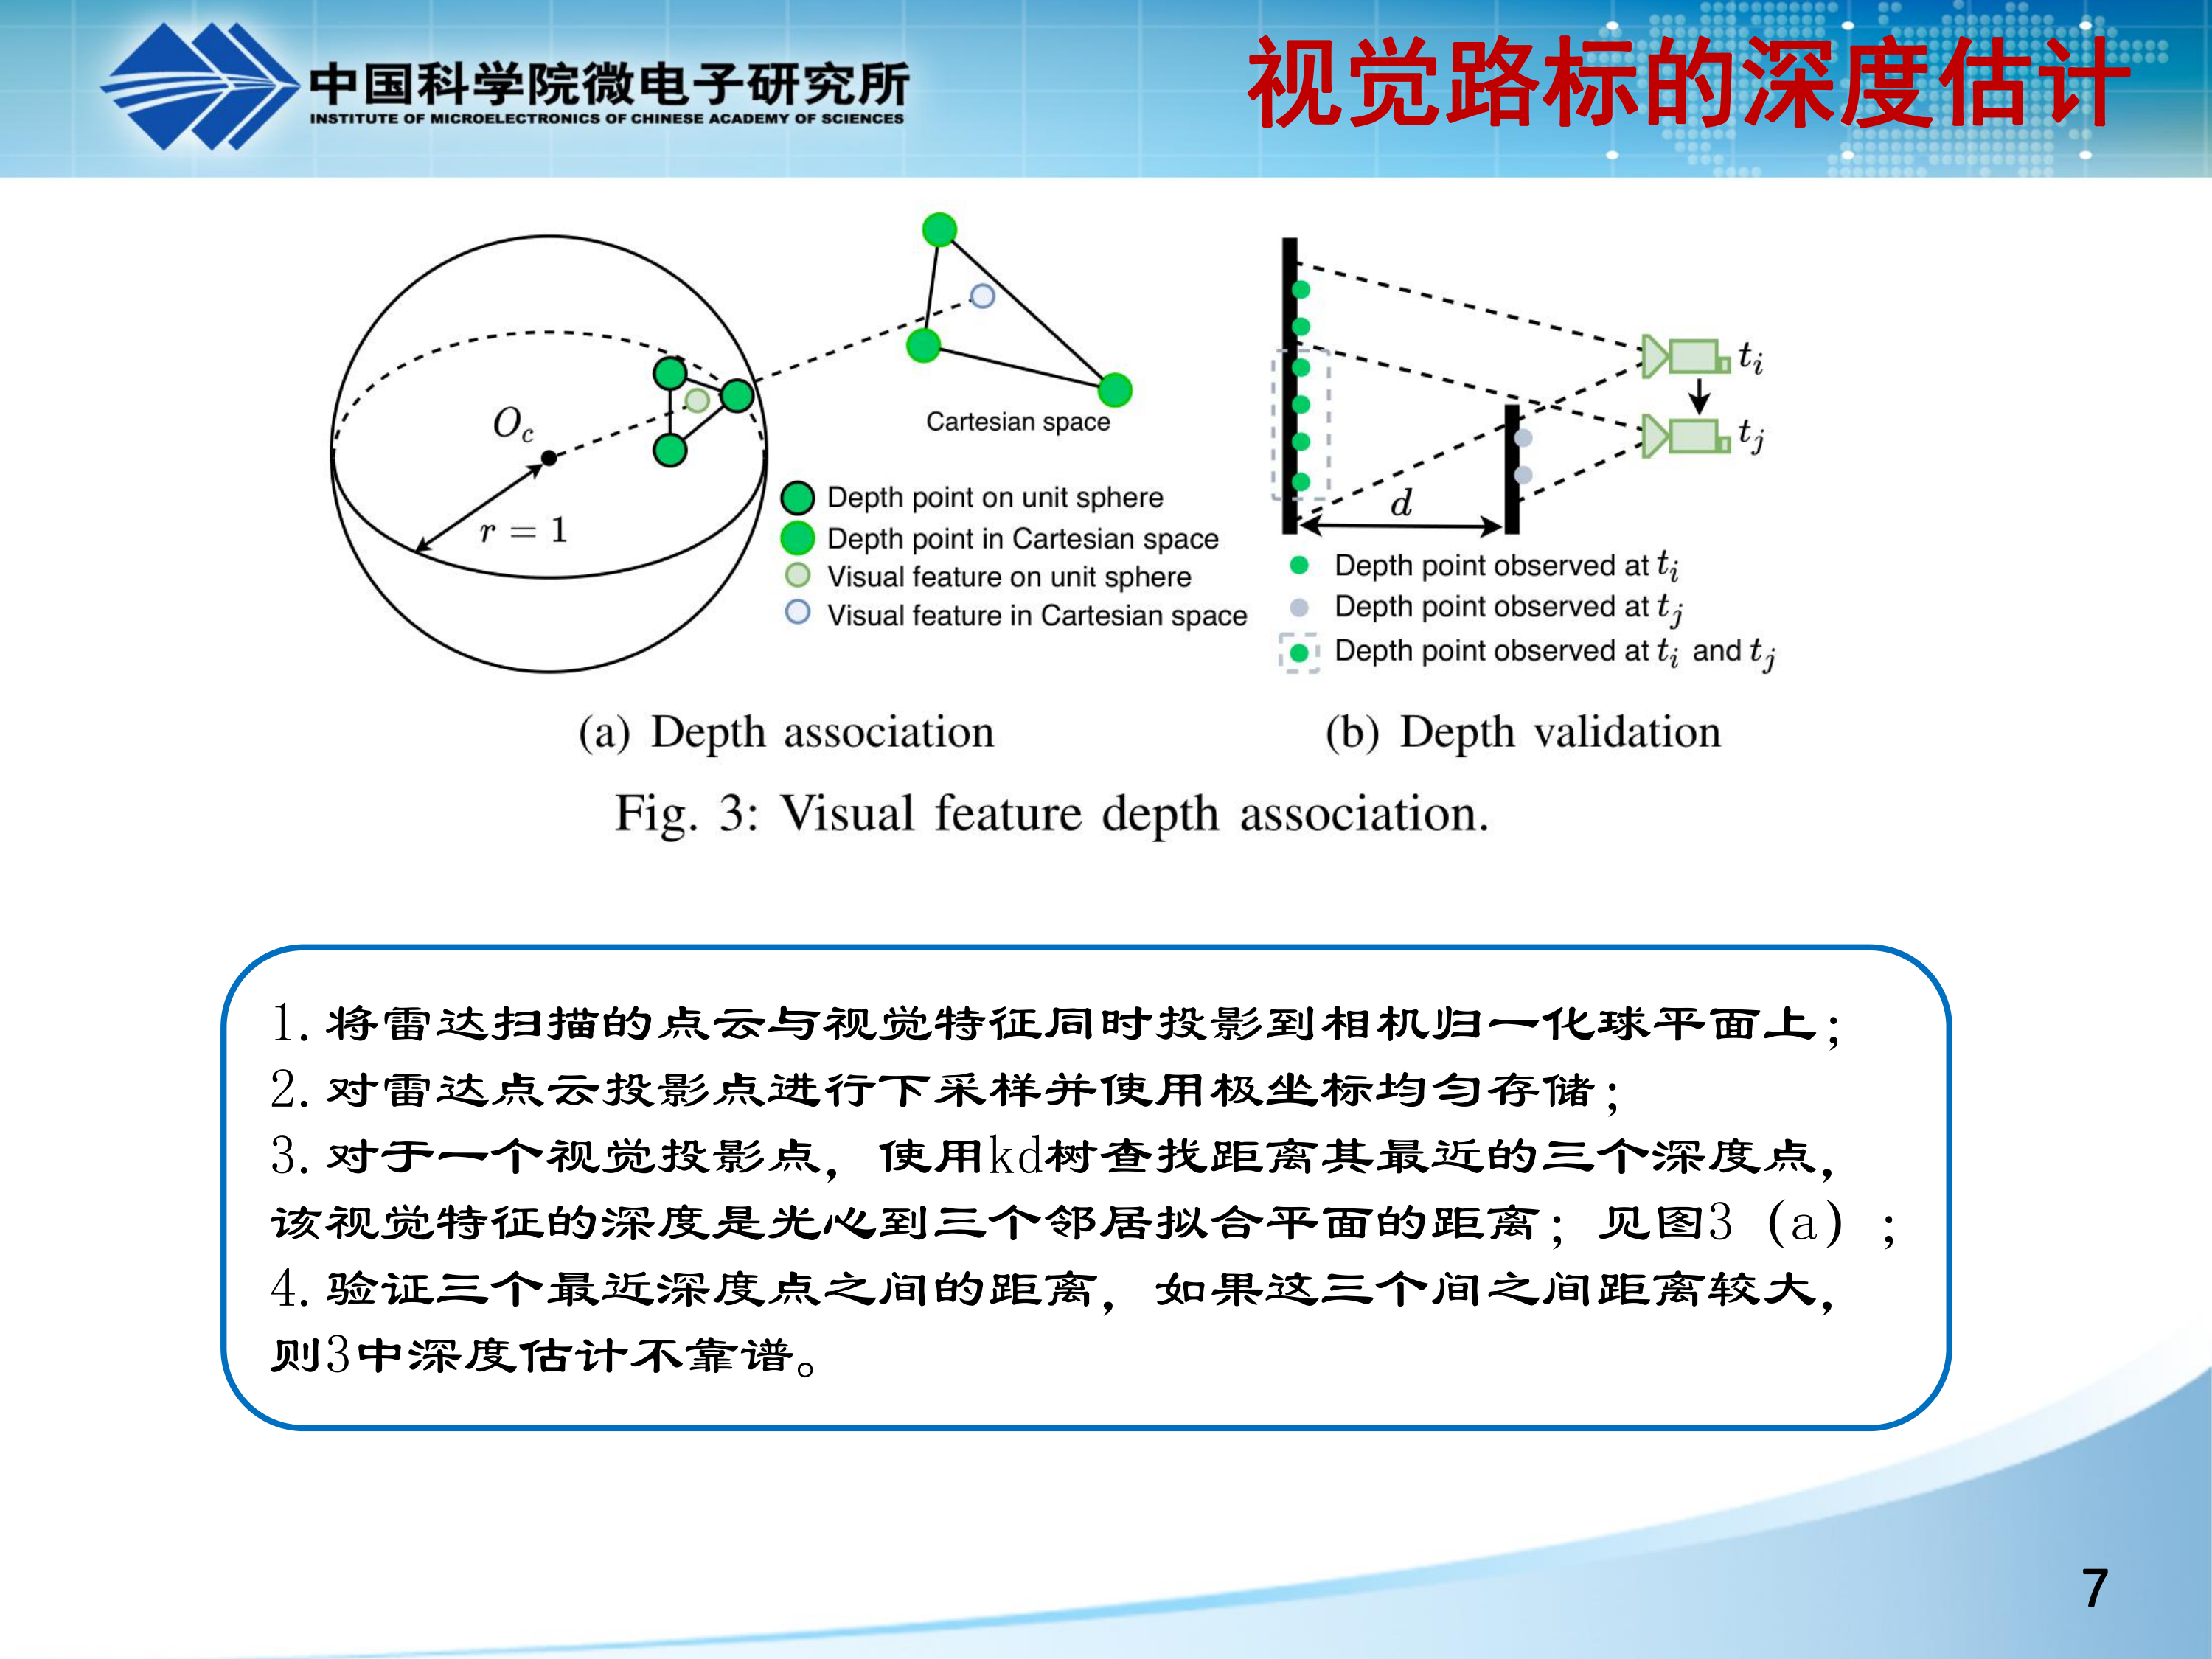 中国科学院微电子研究所
INSTITUTE OF MICROELECTRONICS OF CHINESE ACADEMY OF SCIENCES
视觉路标的深度估计
O_c
r = 1
Cartesian space
Depth point on unit sphere
Depth point in Cartesian space
Visual feature on unit sphere
Visual feature in Cartesian space
t_i
t_j
d
Depth point observed at t_i
Depth point observed at t_j
Depth point observed at t_i and t_j
(a) Depth association
(b) Depth validation
Fig. 3: Visual feature depth association.
1. 将雷达扫描的点云与视觉特征同时投影到相机归一化球平面上；
2. 对雷达点云投影点进行下采样并使用极坐标均匀存储；
3. 对于一个视觉投影点，使用kd树查找距离其最近的三个深度点，
该视觉特征的深度是光心到三个邻居拟合平面的距离；见图3（a）；
4. 验证三个最近深度点之间的距离，如果这三个间之间距离较大，
则3中深度估计不靠谱。
7